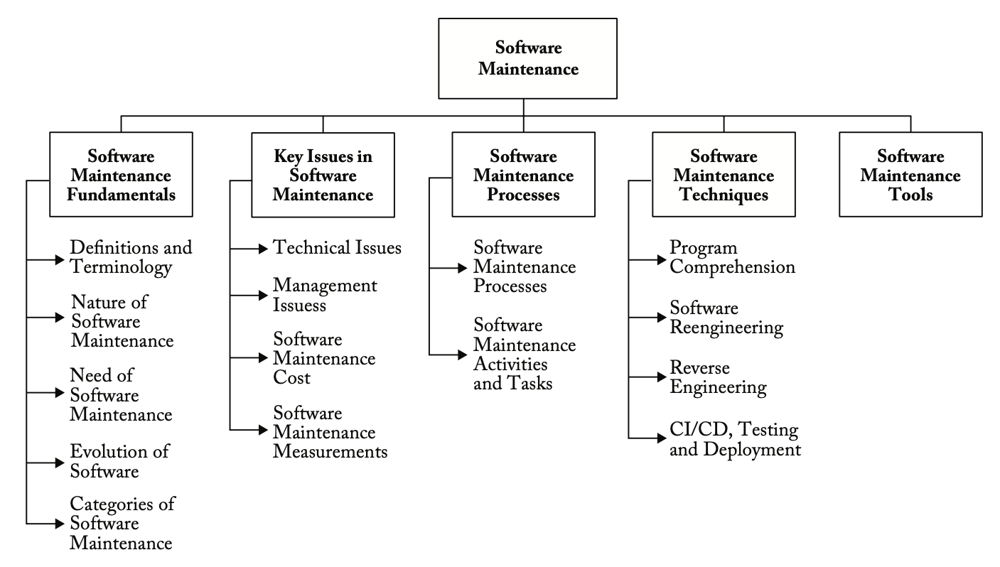 Software
Maintenance
Software
Maintenance
Fundamentals
Definitions and
Terminology
Nature of
Software
Maintenance
Need of
Software
Maintenance
Evolution of
Software
Categories of
Software
Maintenance
Key Issues in
Software
Maintenance
Technical Issues
Management
Issuess
Software
Maintenance
Cost
Software
Maintenance
Measurements
Software
Maintenance
Processes
Software
Maintenance
Processes
Software
Maintenance
Activities
and Tasks
Software
Maintenance
Techniques
Program
Comprehension
Software
Reengineering
Reverse
Engineering
CI/CD, Testing
and Deployment
Software
Maintenance
Tools